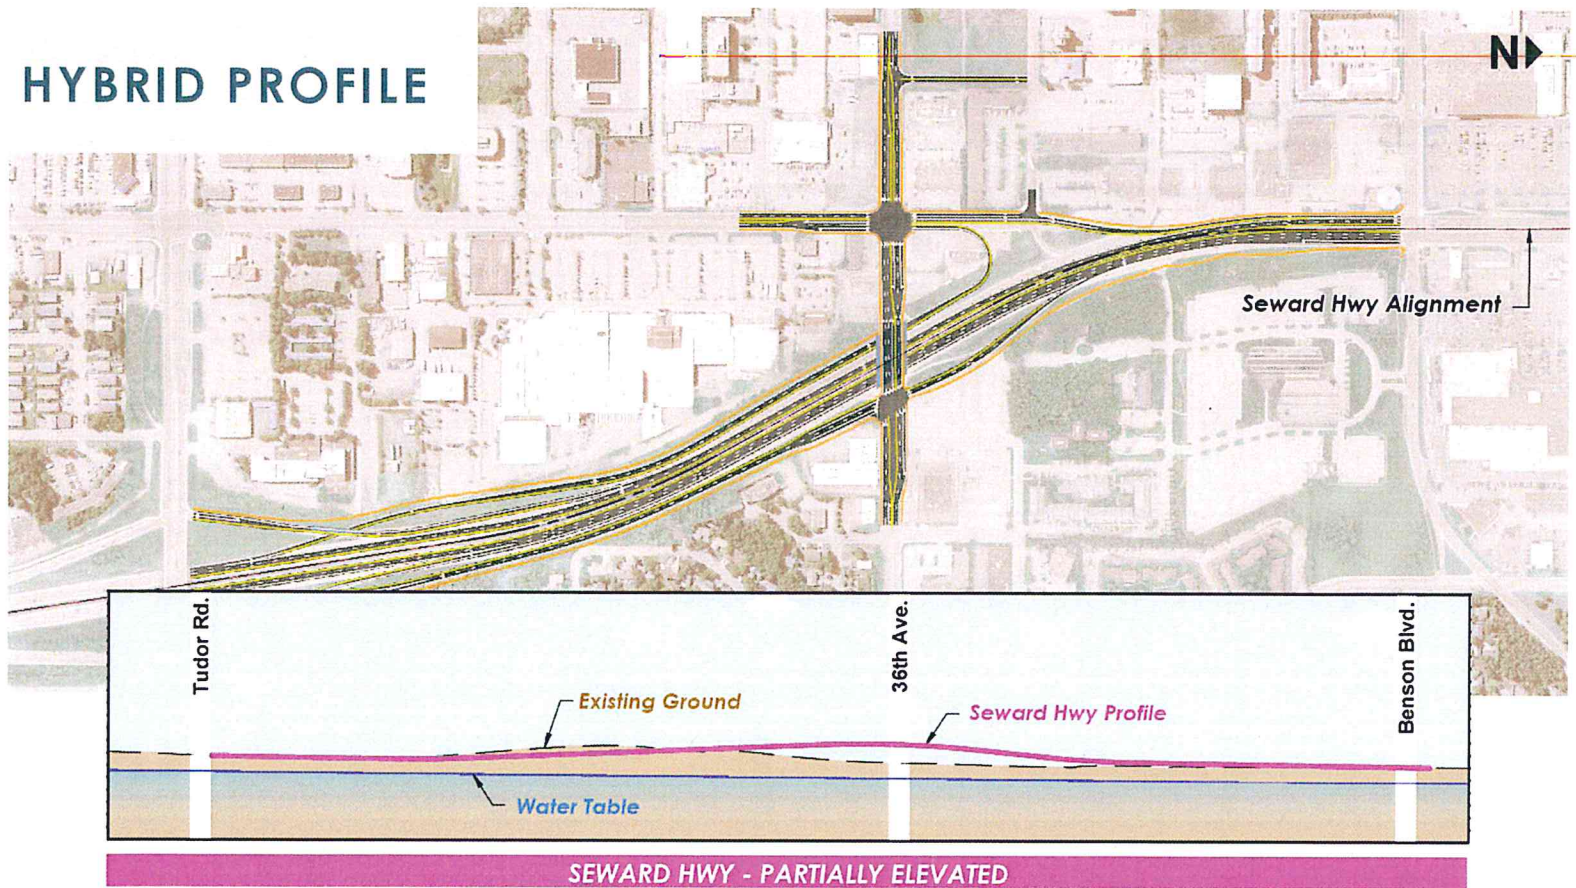 HYBRID PROFILE
N
Seward Hwy Alignment
Tudor Rd.
36th Ave.
Benson Blvd.
Existing Ground
Seward Hwy Profile
Water Table
SEWARD HWY - PARTIALLY ELEVATED